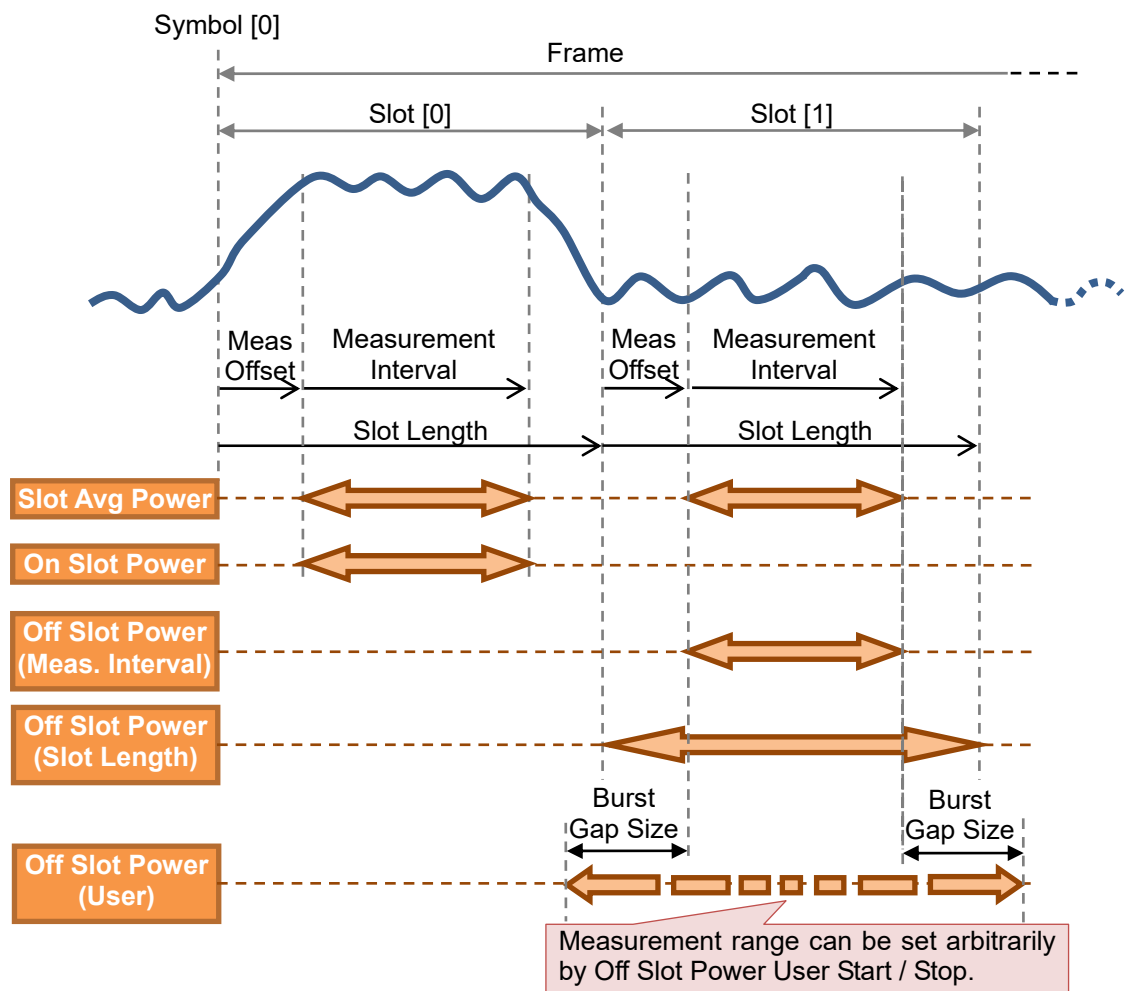 Symbol [0]
Frame
Slot [0]
Slot [1]
Meas
Offset
Measurement
Interval
Meas
Offset
Measurement
Interval
Slot Length
Slot Length
Slot Avg Power
On Slot Power
Off Slot Power
(Meas. Interval)
Off Slot Power
(Slot Length)
Burst
Gap Size
Burst
Gap Size
Off Slot Power
(User)
Measurement range can be set arbitrarily
by Off Slot Power User Start / Stop.